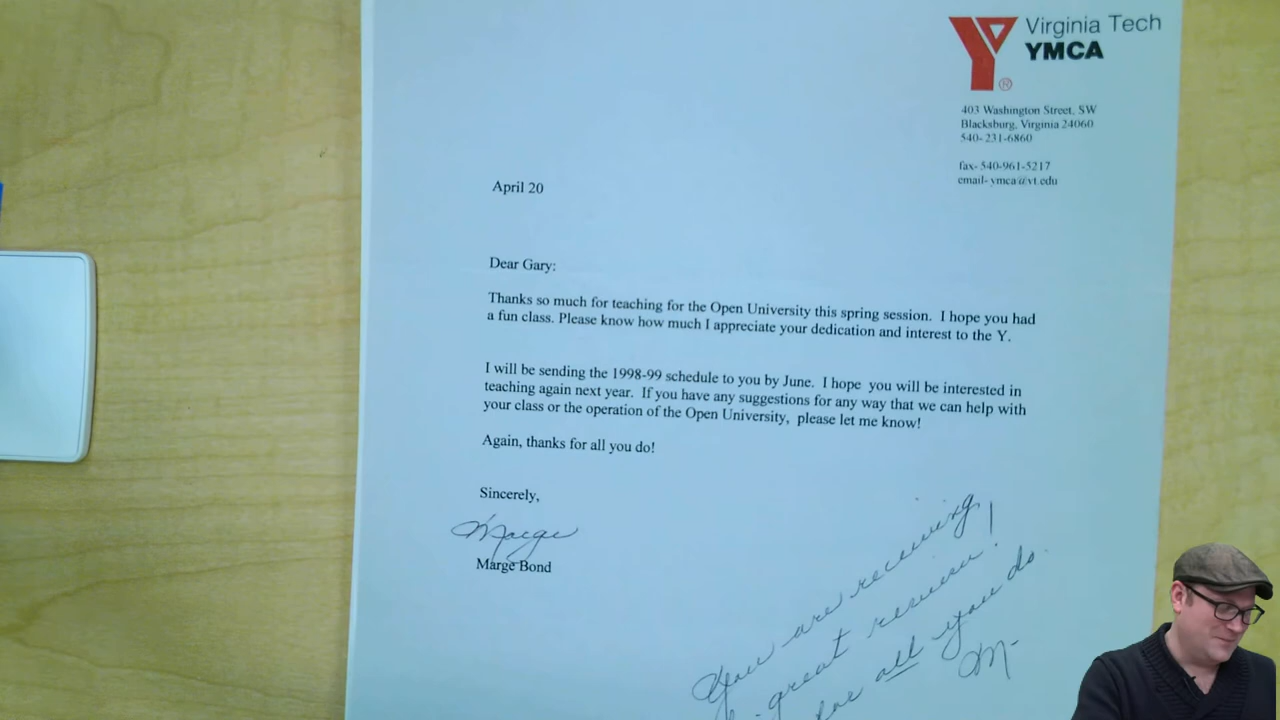 Virginia Tech
YMCA
®
403 Washington Street, SW
Blacksburg, Virginia 24060
540-231-6860
fax- 540-961-5217
email- ymca@vt.edu
April 20
Dear Gary:
Thanks so much for teaching for the Open University this spring session. I hope you had
a fun class. Please know how much I appreciate your dedication and interest to the Y.
I will be sending the 1998-99 schedule to you by June. I hope you will be interested in
teaching again next year. If you have any suggestions for any way that we can help with
your class or the operation of the Open University, please let me know!
Again, thanks for all you do!
Sincerely,
Marge
Marge Bond
You are receiving
great review!
for all you do.
M-